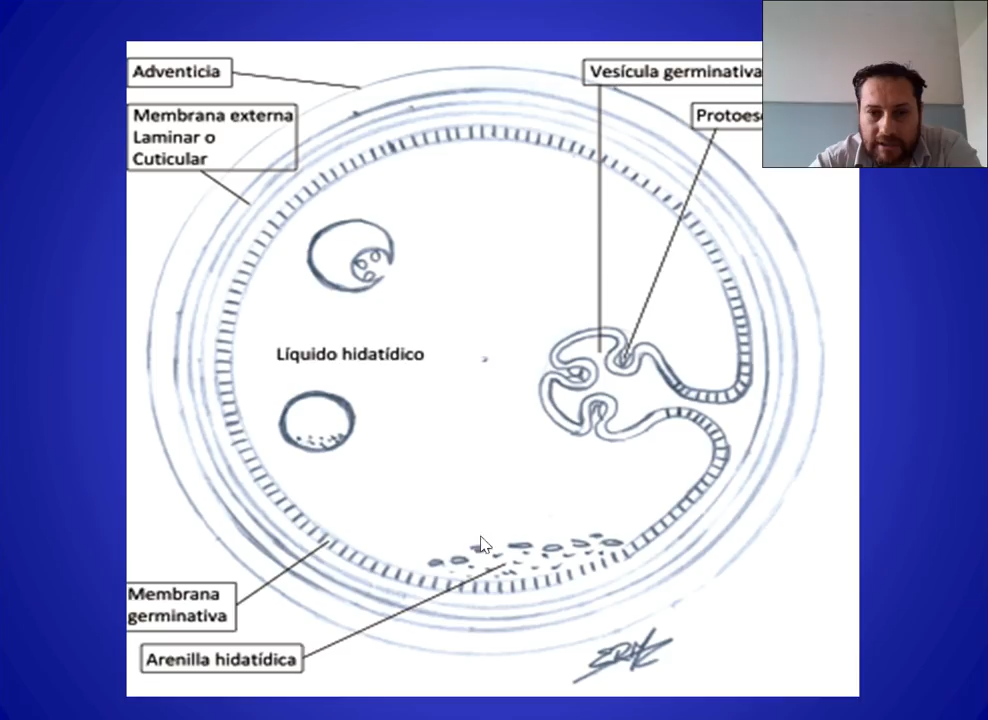 Adventicia
Vesícula germinativa
Membrana externa
Laminar o
Cuticular
Líquido hidatídico
Membrana
germinativa
Arenilla hidatídica